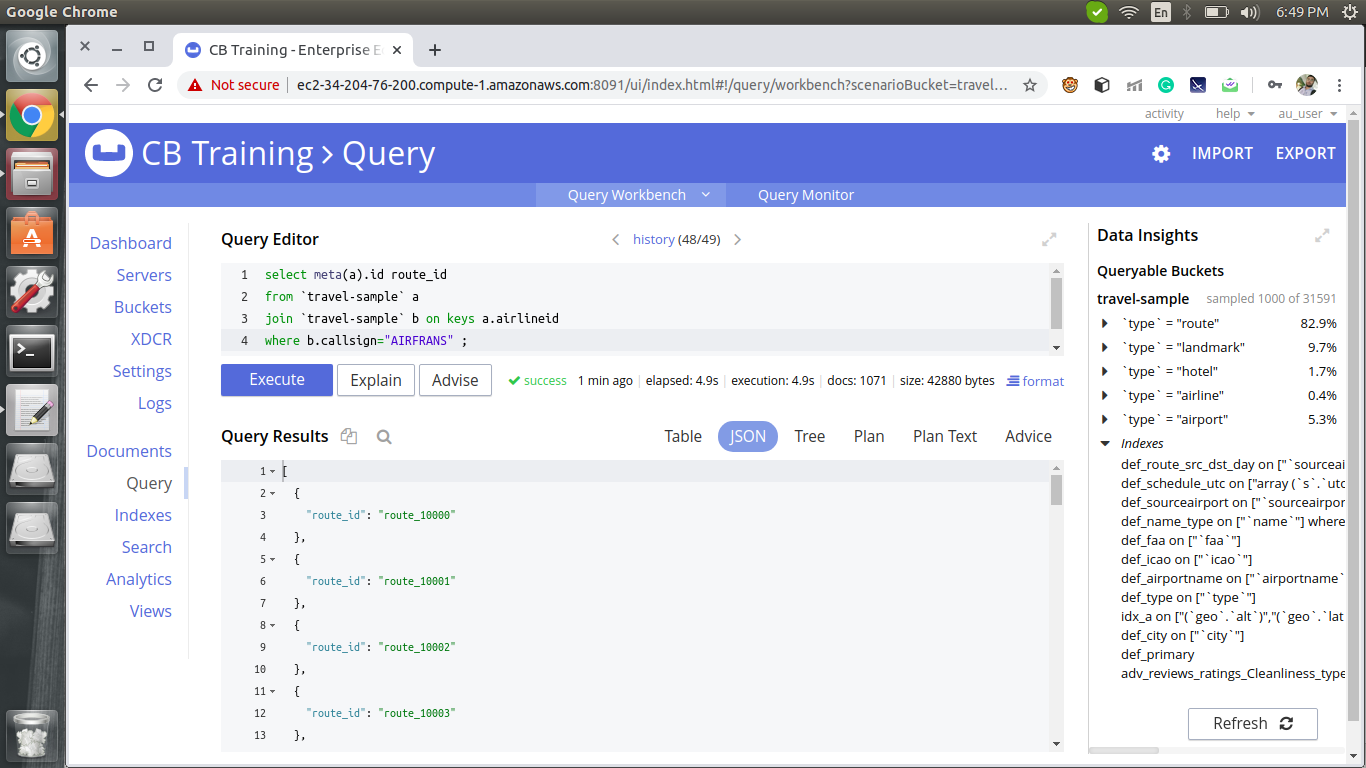 Google Chrome
En
6:49 PM
CB Training - Enterprise E
Not secure
ec2-34-204-76-200.compute-1.amazonaws.com:8091/ui/index.html#!/query/workbench?scenarioBucket=travel...
activity
help
au_user
CB Training > Query
IMPORT
EXPORT
Query Workbench
Query Monitor
Dashboard
Servers
Buckets
XDCR
Settings
Logs
Documents
Query
Indexes
Search
Analytics
Views
Query Editor
history (48/49)
1 select meta(a).id route_id
2 from `travel-sample` a
3 join `travel-sample` b on keys a.airlineid
4 where b.callsign="AIRFRANS" ;
Execute
Explain
Advise
success 1 min ago | elapsed: 4.9s | execution: 4.9s | docs: 1071 | size: 42880 bytes
format
Query Results
Table
JSON
Tree
Plan
Plan Text
Advice
1 [
2 {
3 "route_id": "route_10000"
4 },
5 {
6 "route_id": "route_10001"
7 },
8 {
9 "route_id": "route_10002"
10 },
11 {
12 "route_id": "route_10003"
13 },
Data Insights
Queryable Buckets
travel-sample sampled 1000 of 31591
`type` = "route" 82.9%
`type` = "landmark" 9.7%
`type` = "hotel" 1.7%
`type` = "airline" 0.4%
`type` = "airport" 5.3%
Indexes
def_route_src_dst_day on ["`sourceai
def_schedule_utc on ["array (`s`.`utc
def_sourceairport on ["`sourceairpor
def_name_type on ["`name`"] where
def_faa on ["`faa`"]
def_icao on ["`icao`"]
def_airportname on ["`airportname`
def_type on ["`type`"]
idx_a on ["(`geo`.`alt`)","(`geo`.`lat
def_city on ["`city`"]
def_primary
adv_reviews_ratings_Cleanliness_type
Refresh